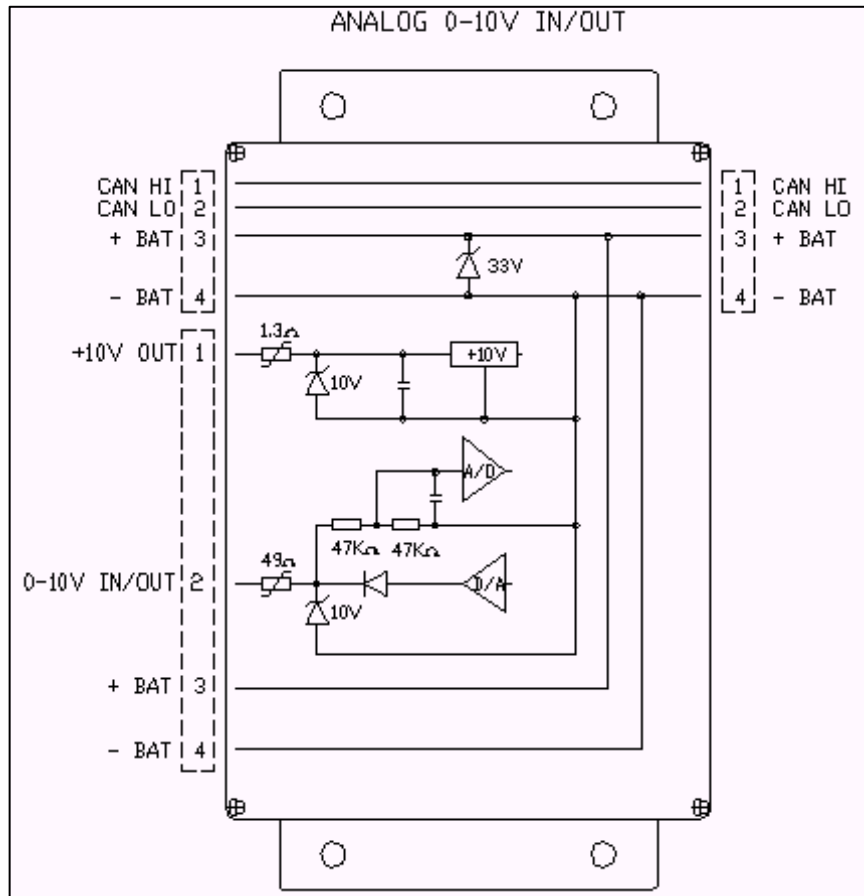 ANALOG 0-10V IN/OUT
CAN HI 1
CAN LO 2
+ BAT 3
- BAT 4
1 CAN HI
2 CAN LO
3 + BAT
4 - BAT
33V
+10V OUT 1
1.3Ω
10V
+10V
A/D
47KΩ 47KΩ
0-10V IN/OUT 2
49Ω
10V
D/A
+ BAT 3
- BAT 4